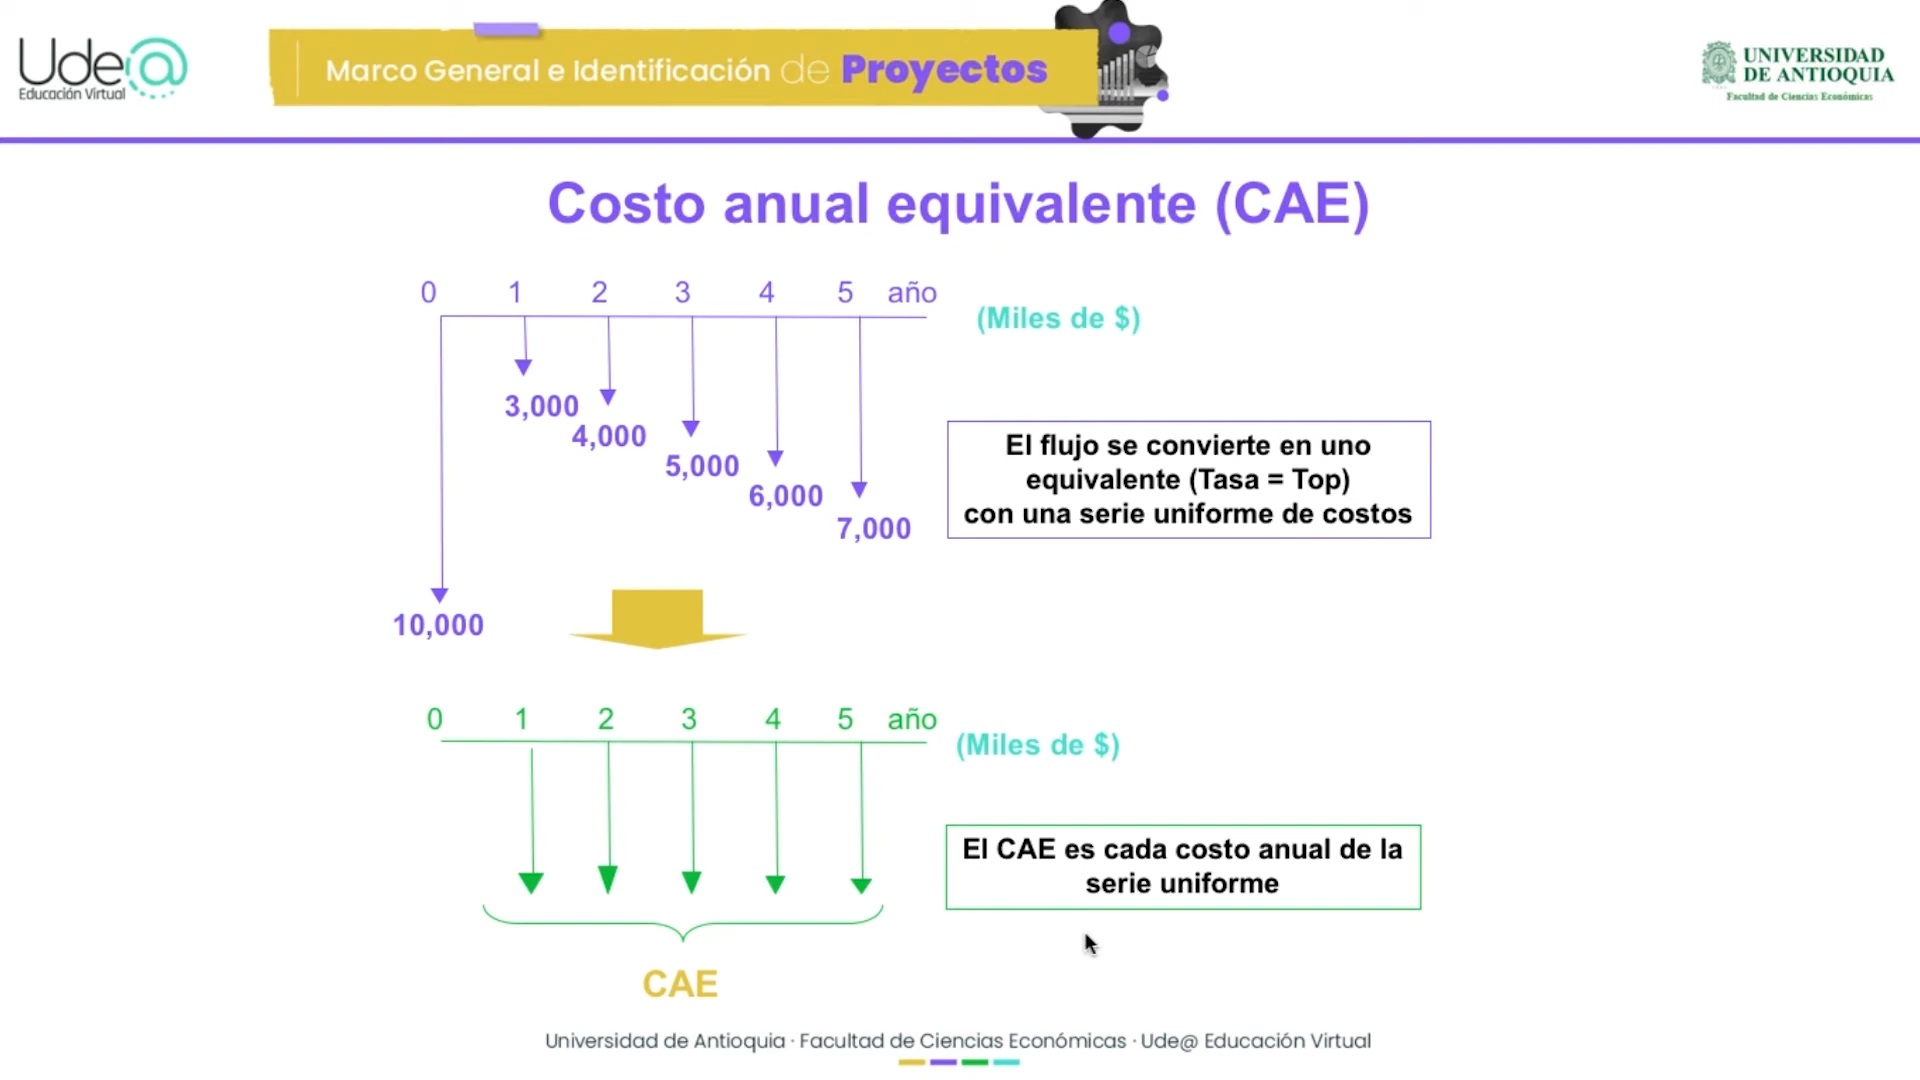 Ude@
Educación Virtual
Marco General e Identificación de Proyectos
UNIVERSIDAD
DE ANTIOQUIA
Facultad de Ciencias Económicas
Costo anual equivalente (CAE)
0 1 2 3 4 5 año
(Miles de $)
3,000
4,000
5,000
6,000
7,000
10,000
El flujo se convierte en uno
equivalente (Tasa = Top)
con una serie uniforme de costos
0 1 2 3 4 5 año
(Miles de $)
El CAE es cada costo anual de la
serie uniforme
CAE
Universidad de Antioquia · Facultad de Ciencias Económicas · Ude@ Educación Virtual